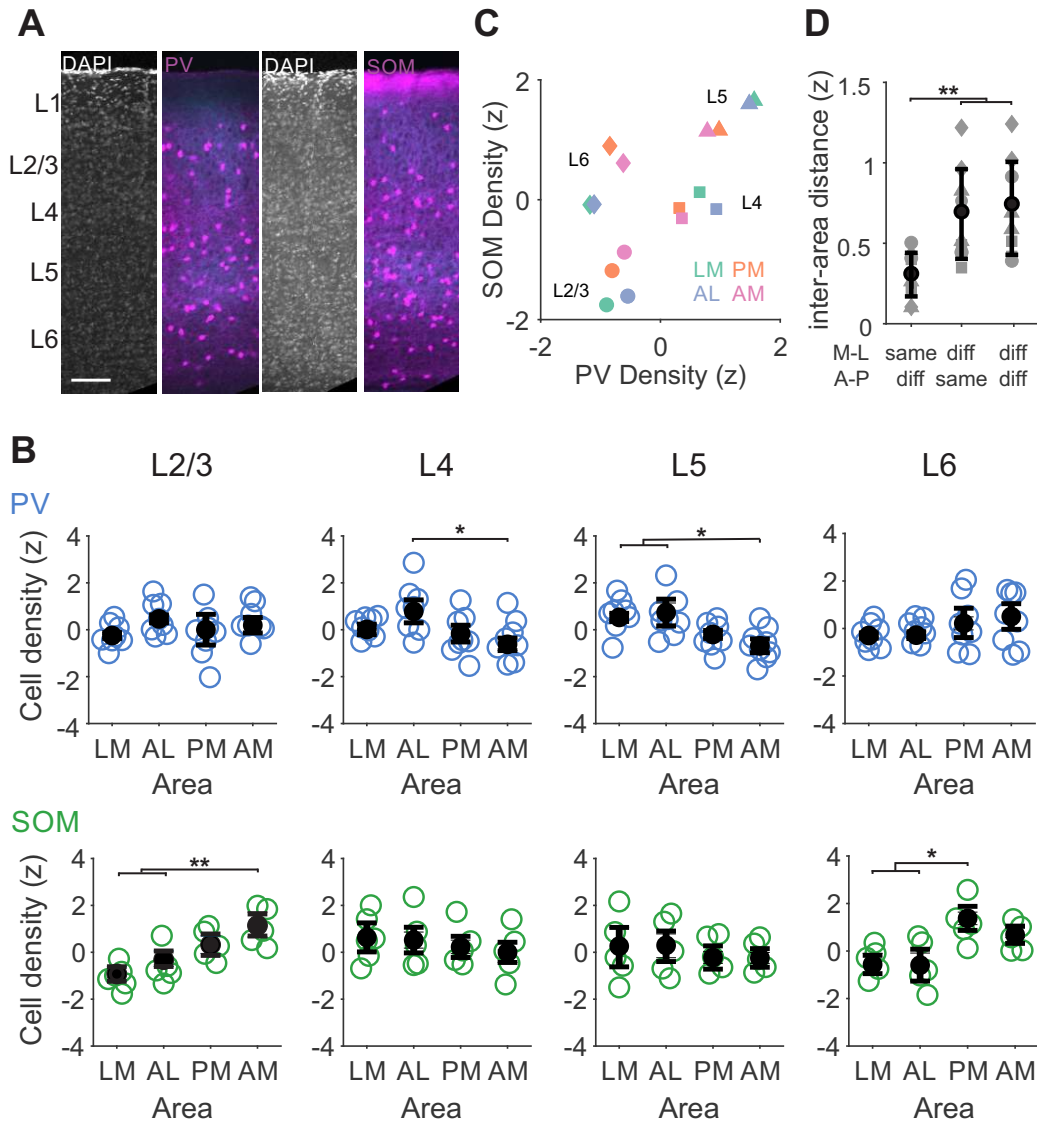 A
DAPI PV DAPI SOM
L1
L2/3
L4
L5
L6
C
SOM Density (z)
2
0
-2
-2 0 2
PV Density (z)
L5
L6
L4
L2/3
LM PM
AL AM
D
inter-area distance (z)
1.5
1
0.5
0
**
M-L same diff diff
A-P diff same diff
B
L2/3 L4 L5 L6
PV
Cell density (z)
4
2
0
-2
-4
LM AL PM AM
Area
4
2
0
-2
-4
*
LM AL PM AM
Area
4
2
0
-2
-4
*
LM AL PM AM
Area
4
2
0
-2
-4
LM AL PM AM
Area
SOM
Cell density (z)
4
2
0
-2
-4
**
LM AL PM AM
Area
4
2
0
-2
-4
LM AL PM AM
Area
4
2
0
-2
-4
LM AL PM AM
Area
4
2
0
-2
-4
*
LM AL PM AM
Area